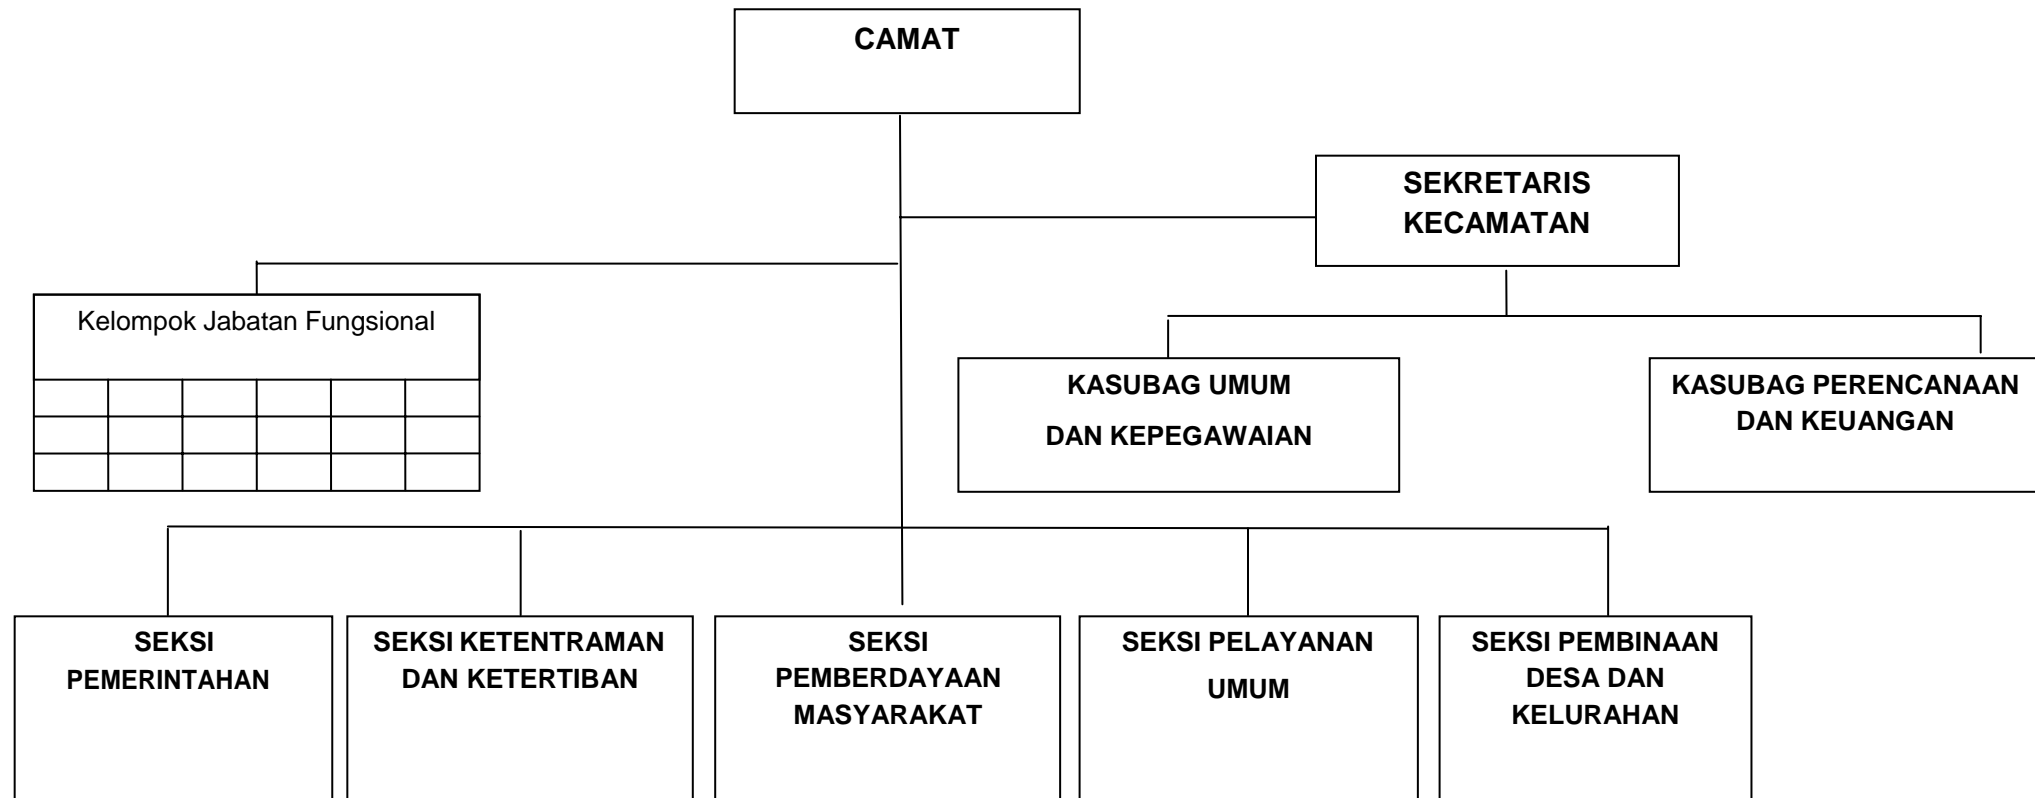 CAMAT
SEKRETARIS
KECAMATAN
Kelompok Jabatan Fungsional
KASUBAG UMUM
DAN KEPEGAWAIAN
KASUBAG PERENCANAAN
DAN KEUANGAN
SEKSI
PEMERINTAHAN
SEKSI KETENTRAMAN
DAN KETERTIBAN
SEKSI
PEMBERDAYAAN
MASYARAKAT
SEKSI PELAYANAN
UMUM
SEKSI PEMBINAAN
DESA DAN
KELURAHAN